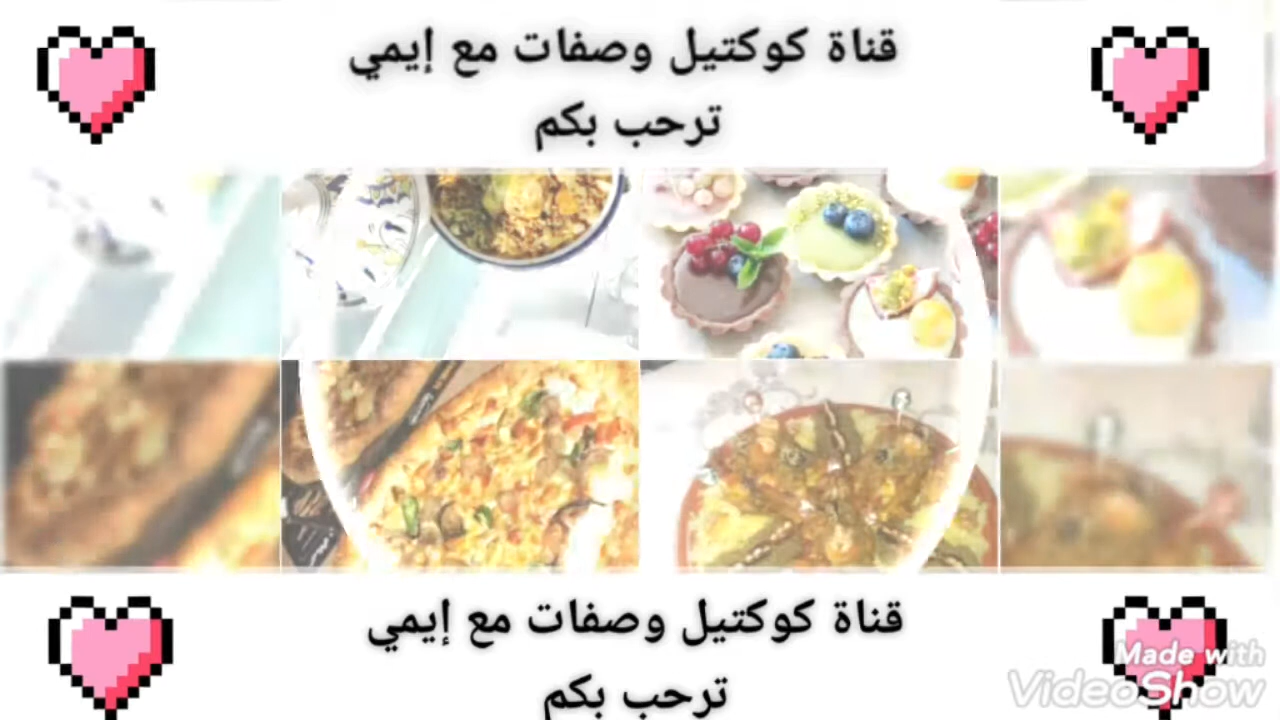 قناة كوكتيل وصفات مع إيمي
ترحب بكم
قناة كوكتيل وصفات مع إيمي
ترحب بكم
Made with
VideoShow